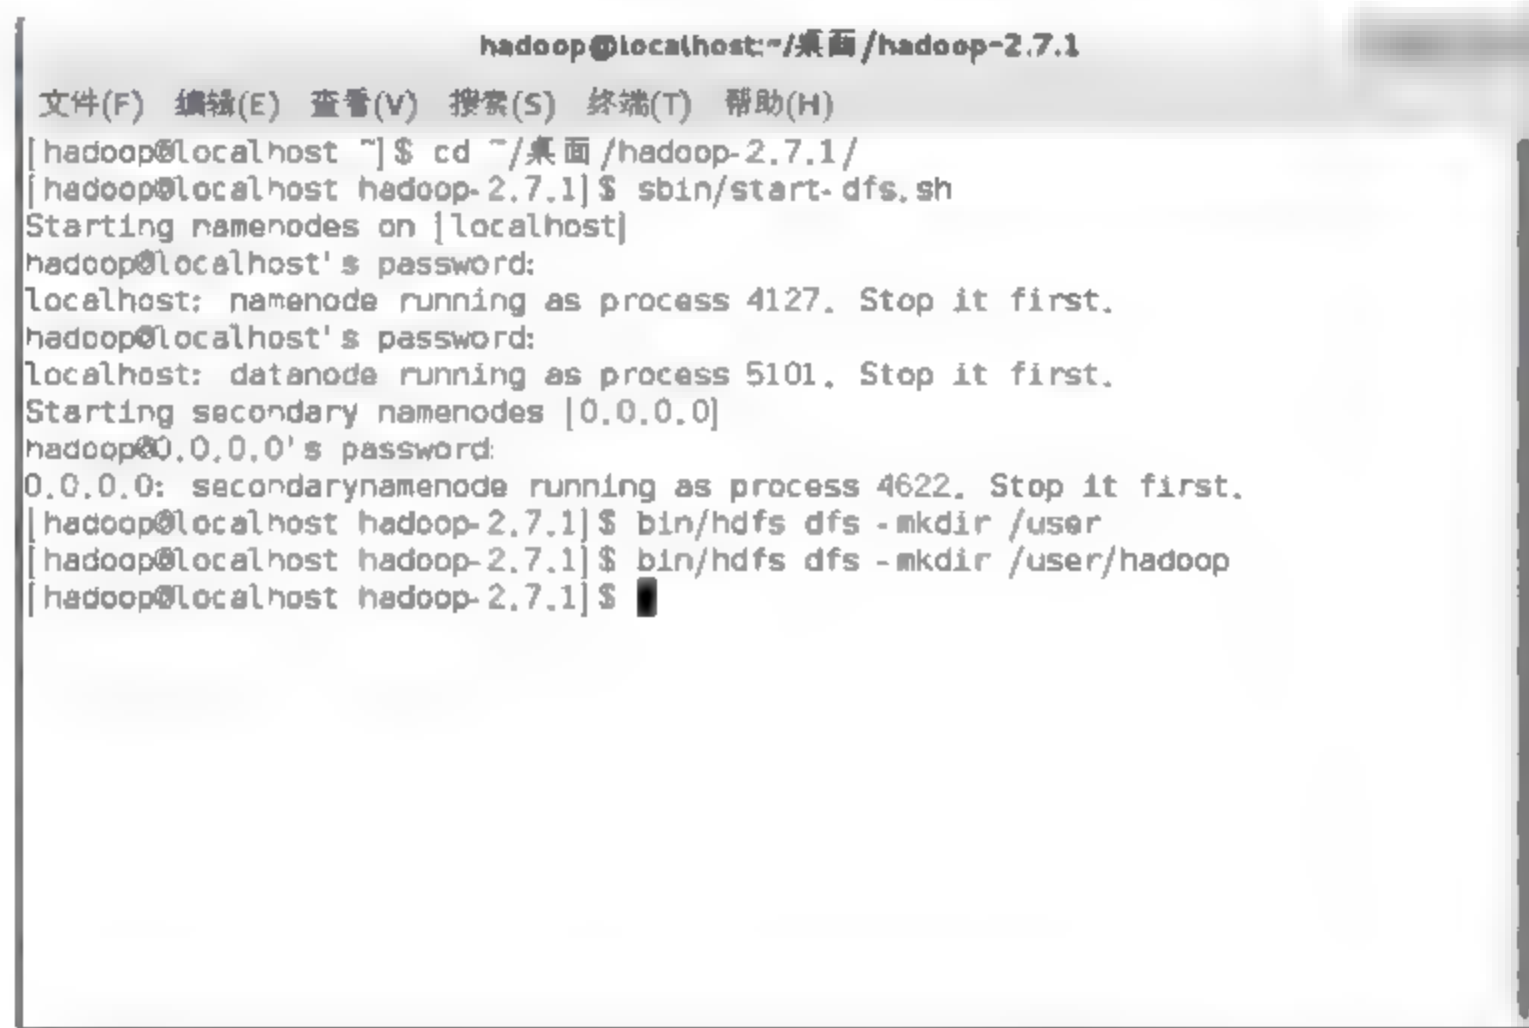 hadoop@localhost:~/桌面/hadoop-2.7.1
文件(F) 编辑(E) 查看(V) 搜索(S) 终端(T) 帮助(H)
[hadoop@localhost ~]$ cd ~/桌面/hadoop-2.7.1/
[hadoop@localhost hadoop-2.7.1]$ sbin/start-dfs.sh
Starting namenodes on [localhost]
hadoop@localhost's password:
localhost: namenode running as process 4127. Stop it first.
hadoop@localhost's password:
localhost: datanode running as process 5101. Stop it first.
Starting secondary namenodes [0.0.0.0]
hadoop@0.0.0.0's password:
0.0.0.0: secondarynamenode running as process 4622. Stop it first.
[hadoop@localhost hadoop-2.7.1]$ bin/hdfs dfs -mkdir /user
[hadoop@localhost hadoop-2.7.1]$ bin/hdfs dfs -mkdir /user/hadoop
[hadoop@localhost hadoop-2.7.1]$